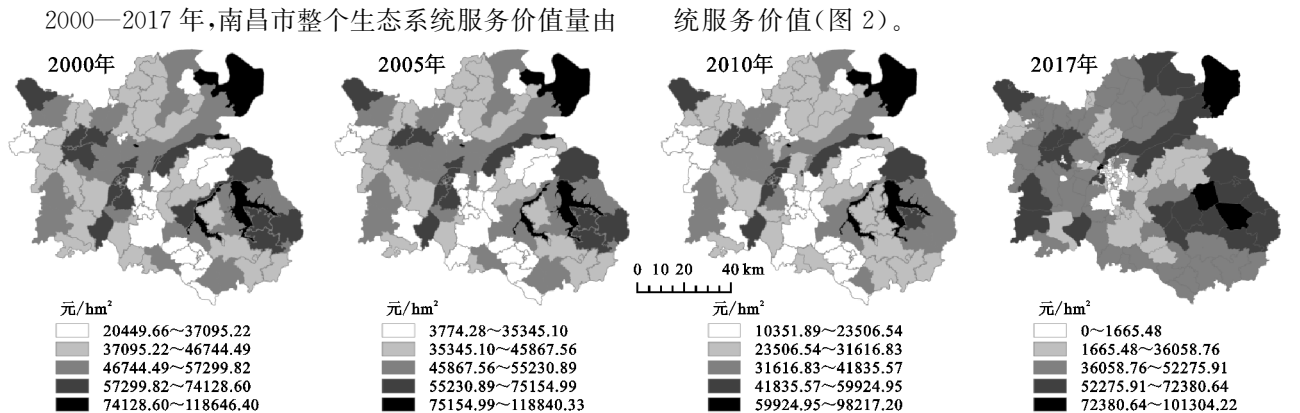 2000—2017 年,南昌市整个生态系统服务价值量由
统服务价值(图 2)。
2000年
2005年
2010年
2017年
0 10 20 40 km
元/hm²
20449.66～37095.22
37095.22～46744.49
46744.49～57299.82
57299.82～74128.60
74128.60～118646.40
元/hm²
3774.28～35345.10
35345.10～45867.56
45867.56～55230.89
55230.89～75154.99
75154.99～118840.33
元/hm²
10351.89～23506.54
23506.54～31616.83
31616.83～41835.57
41835.57～59924.95
59924.95～98217.20
元/hm²
0～1665.48
1665.48～36058.76
36058.76～52275.91
52275.91～72380.64
72380.64～101304.22